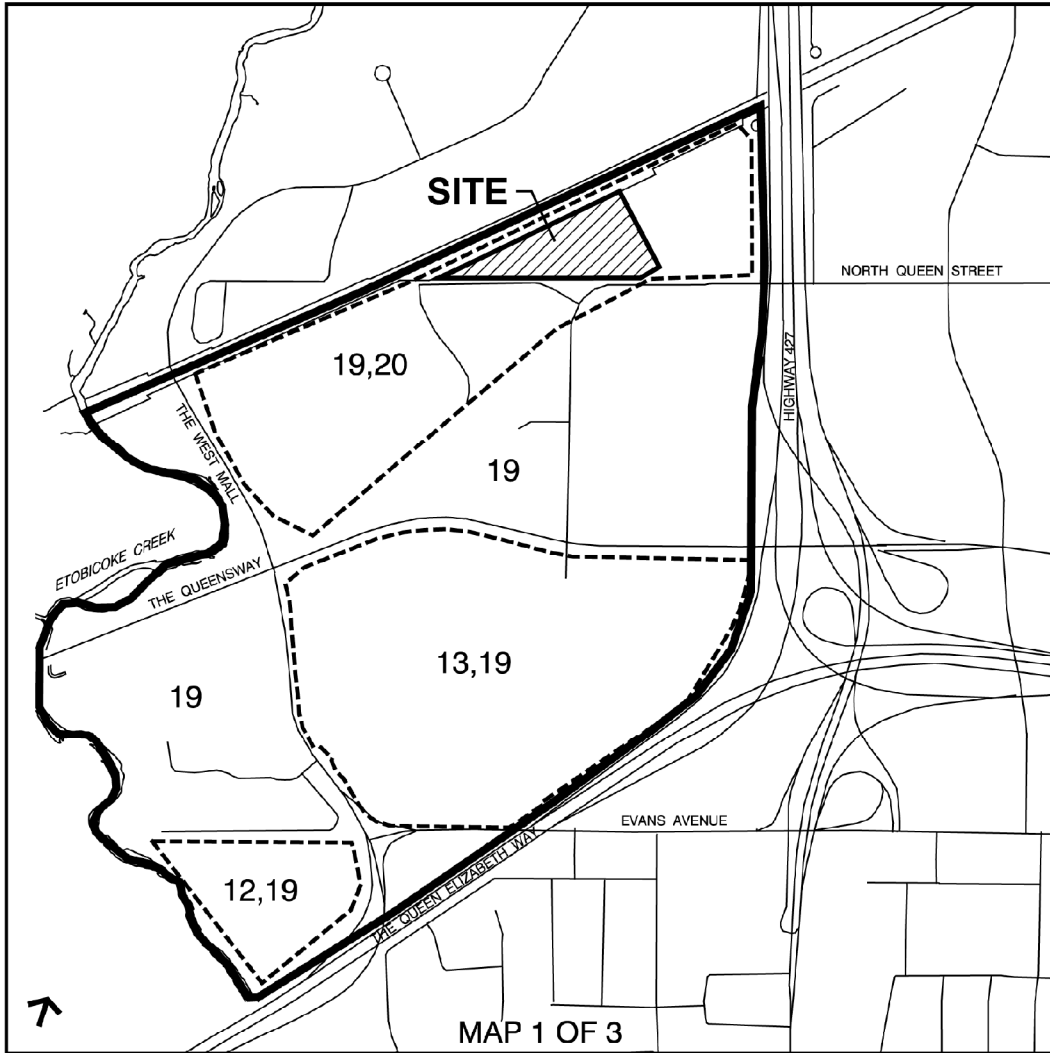 SITE
NORTH QUEEN STREET
19,20
HIGHWAY 427
THE WEST MALL
19
ETOBICOKE CREEK
THE QUEENSWAY
13,19
19
EVANS AVENUE
12,19
THE QUEEN ELIZABETH WAY
MAP 1 OF 3